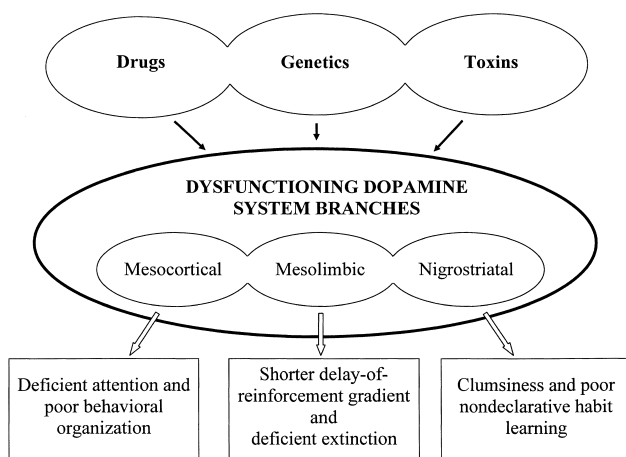 Drugs
Genetics
Toxins
DYSFUNCTIONING DOPAMINE
SYSTEM BRANCHES
Mesocortical
Mesolimbic
Nigrostriatal
Deficient attention and
poor behavioral
organization
Shorter delay-of-
reinforcement gradient
and
deficient extinction
Clumsiness and poor
nondeclarative habit
learning